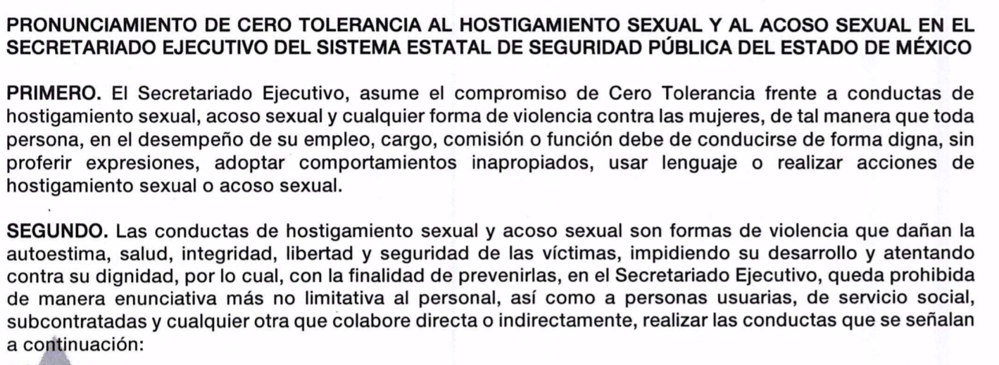 PRONUNCIAMIENTO DE CERO TOLERANCIA AL HOSTIGAMIENTO SEXUAL Y AL ACOSO SEXUAL EN EL
SECRETARIADO EJECUTIVO DEL SISTEMA ESTATAL DE SEGURIDAD PÚBLICA DEL ESTADO DE MÉXICO
PRIMERO. El Secretariado Ejecutivo, asume el compromiso de Cero Tolerancia frente a conductas de
hostigamiento sexual, acoso sexual y cualquier forma de violencia contra las mujeres, de tal manera que toda
persona, en el desempeño de su empleo, cargo, comisión o función debe de conducirse de forma digna, sin
proferir expresiones, adoptar comportamientos inapropiados, usar lenguaje o realizar acciones de
hostigamiento sexual o acoso sexual.
SEGUNDO. Las conductas de hostigamiento sexual y acoso sexual son formas de violencia que dañan la
autoestima, salud, integridad, libertad y seguridad de las víctimas, impidiendo su desarrollo y atentando
contra su dignidad, por lo cual, con la finalidad de prevenirlas, en el Secretariado Ejecutivo, queda prohibida
de manera enunciativa más no limitativa al personal, así como a personas usuarias, de servicio social,
subcontratadas y cualquier otra que colabore directa o indirectamente, realizar las conductas que se señalan
a continuación: